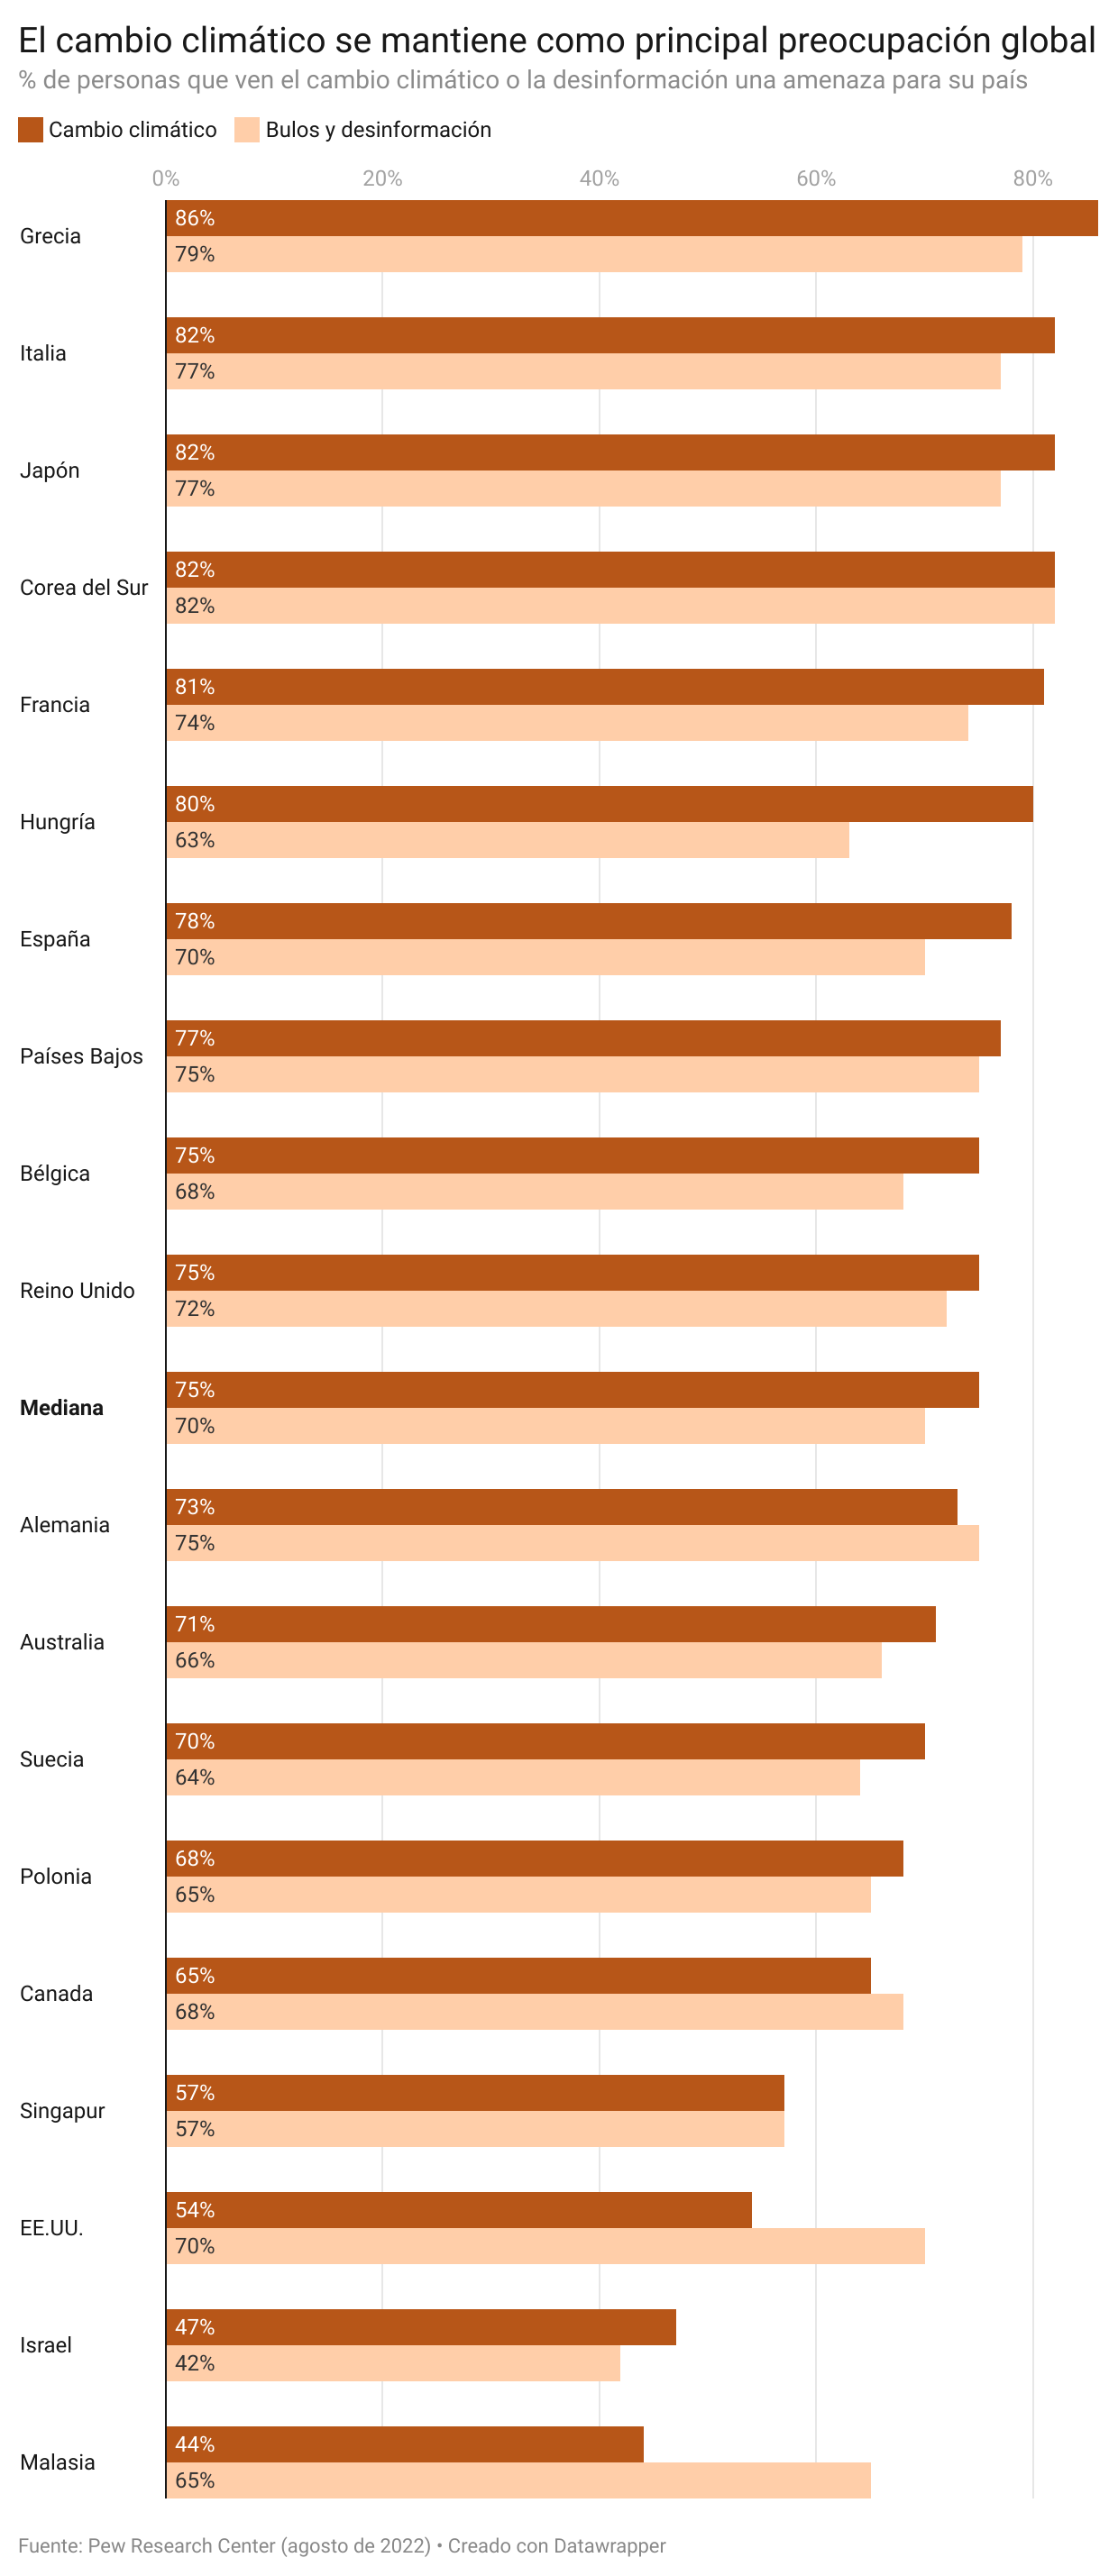 El cambio climático se mantiene como principal preocupación global
% de personas que ven el cambio climático o la desinformación una amenaza para su país
Cambio climático Bulos y desinformación
0% 20% 40% 60% 80%
Grecia
86%
79%
Italia
82%
77%
Japón
82%
77%
Corea del Sur
82%
82%
Francia
81%
74%
Hungría
80%
63%
España
78%
70%
Países Bajos
77%
75%
Bélgica
75%
68%
Reino Unido
75%
72%
Mediana
75%
70%
Alemania
73%
75%
Australia
71%
66%
Suecia
70%
64%
Polonia
68%
65%
Canada
65%
68%
Singapur
57%
57%
EE.UU.
54%
70%
Israel
47%
42%
Malasia
44%
65%
Fuente: Pew Research Center (agosto de 2022) • Creado con Datawrapper